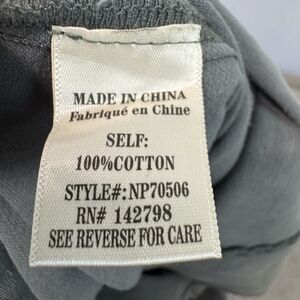 MADE IN CHINA
Fabriqué en Chine
SELF:
100%COTTON
STYLE#:NP70506
RN# 142798
SEE REVERSE FOR CARE